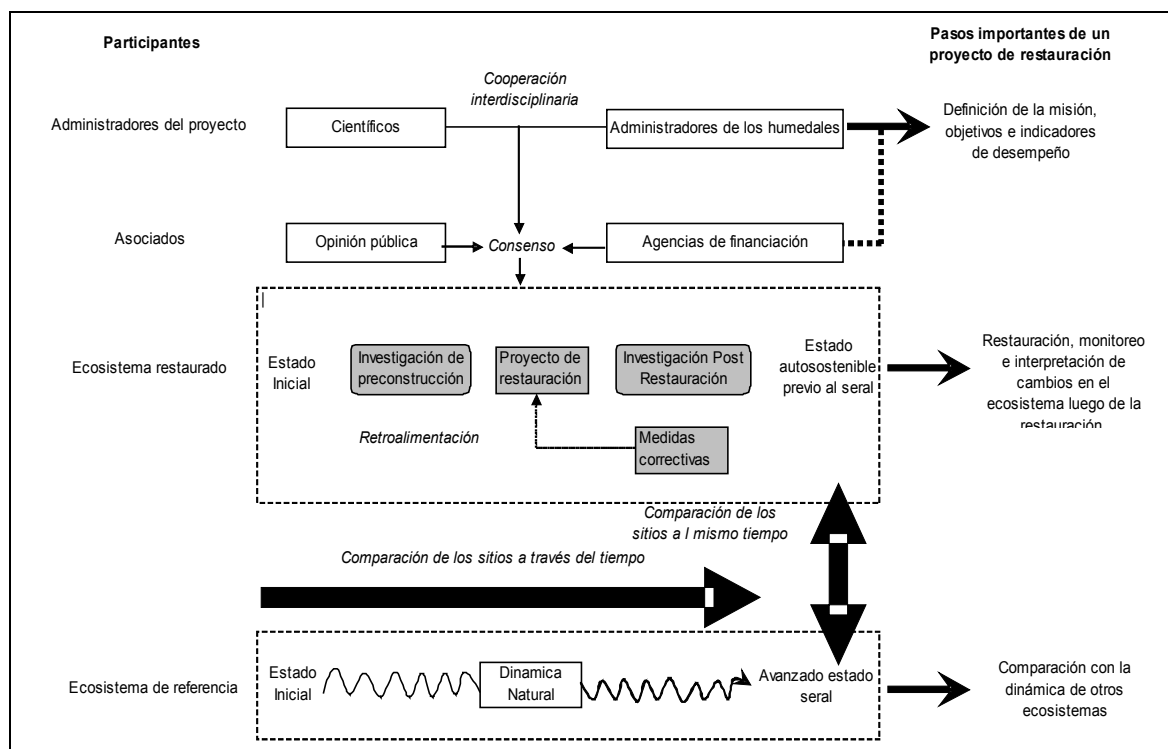 Participantes
Pasos importantes de un
proyecto de restauración
Cooperación
interdisciplinaria
Administradores del proyecto
Científicos
Administradores de los humedales
Definición de la misión,
objetivos e indicadores
de desempeño
Asociados
Opinión pública
Consenso
Agencias de financiación
Ecosistema restaurado
Estado
Inicial
Investigación de
preconstrucción
Proyecto de
restauración
Investigación Post
Restauración
Estado
autosostenible
previo al seral
Restauración, monitoreo
e interpretación de
cambios en el
ecosistema luego de la
restauración
Retroalimentación
Medidas
correctivas
Comparación de los
sitios a l mismo tiempo
Comparación de los sitios a través del tiempo
Ecosistema de referencia
Estado
Inicial
Dinamica
Natural
Avanzado estado
seral
Comparación con la
dinámica de otros
ecosistemas